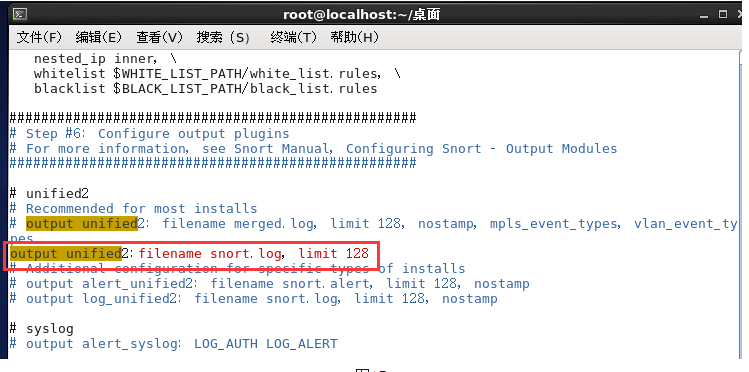 root@localhost:~/桌面
文件(F) 编辑(E) 查看(V) 搜索 (S) 终端(T) 帮助(H)
nested_ip inner, \
whitelist $WHITE_LIST_PATH/white_list.rules, \
blacklist $BLACK_LIST_PATH/black_list.rules
###################################################
# Step #6: Configure output plugins
# For more information, see Snort Manual, Configuring Snort - Output Modules
###################################################
# unified2
# Recommended for most installs
# output unified2: filename merged.log, limit 128, nostamp, mpls_event_types, vlan_event_ty
pes
output unified2:filename snort.log, limit 128
# Additional configuration for specific types of installs
# output alert_unified2: filename snort.alert, limit 128, nostamp
# output log_unified2: filename snort.log, limit 128, nostamp
# syslog
# output alert_syslog: LOG_AUTH LOG_ALERT